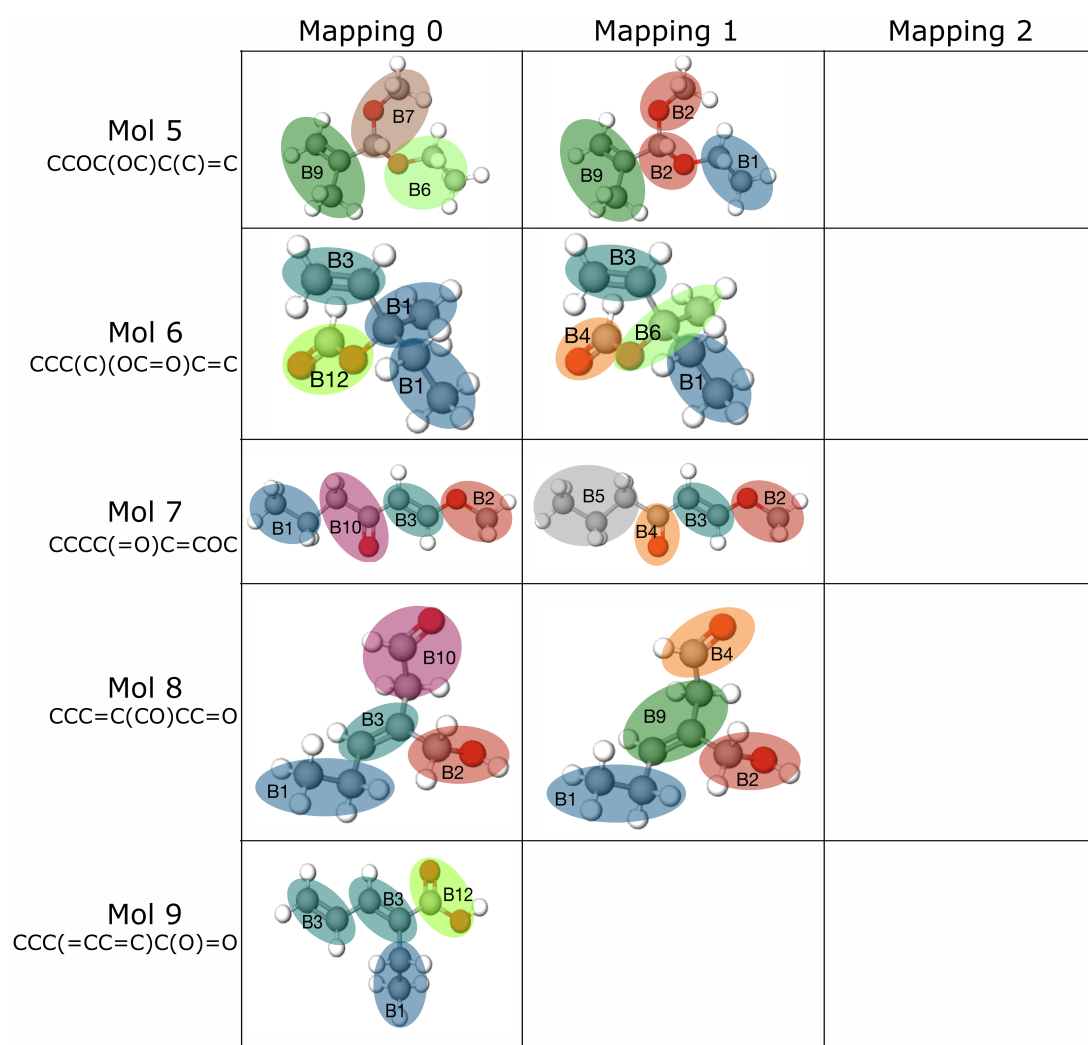 Mapping 0 Mapping 1 Mapping 2
Mol 5
CCOC(OC)C(C)=C
B7
B9
B6
B2
B9
B2
B1
Mol 6
CCCC(C)(OC=O)C=C
B3
B1
B12
B1
B3
B4
B6
B1
Mol 7
CCCC(=O)C=COC
B1
B10
B3
B2
B5
B4
B3
B2
Mol 8
CCC=C(CO)CC=O
B10
B3
B2
B1
B4
B9
B2
B1
Mol 9
CCC(=CC=C)C(O)=O
B3
B3
B12
B1